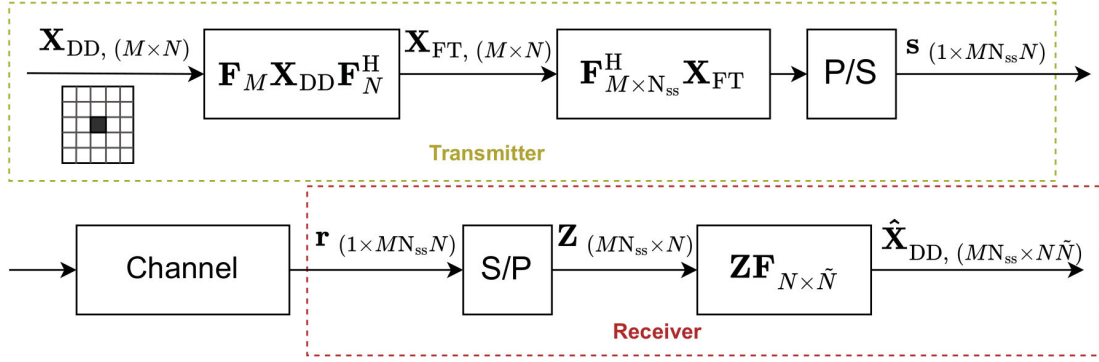 X_DD, (M×N)
F_M X_DD F_N^H
X_FT, (M×N)
F^H_{M×N_ss} X_FT
P/S
s (1×MN_ss N)
Transmitter
Channel
r (1×MN_ss N)
S/P
Z (MN_ss×N)
ZF_{N×Ñ}
X̂_DD, (MN_ss×NÑ)
Receiver